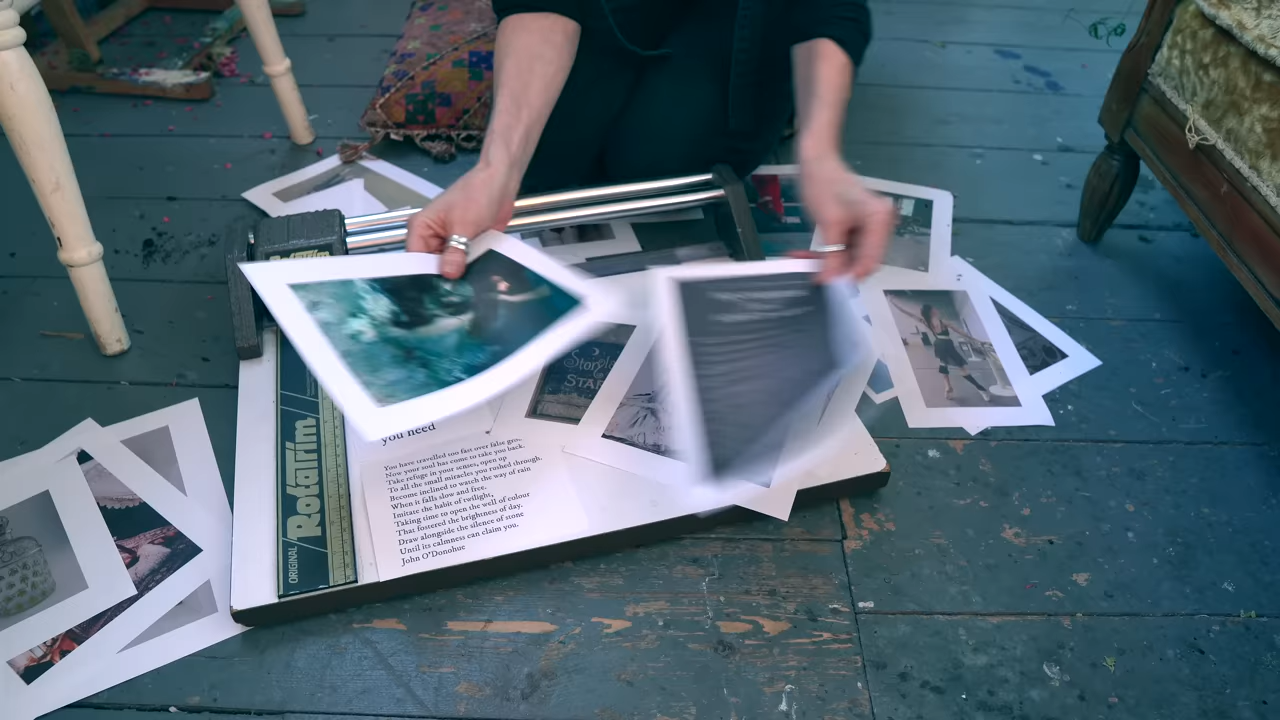 RotaTrim
Storyle
STAR
you need
You have travelled too fast over false grou
Now your soul has come to take you back.
Take refuge in your senses, open up
To all the small miracles you rushed through.
Become inclined to watch the way of rain
When it falls slow and free.
Imitate the habit of twilight,
Taking time to open the well of colour
That fostered the brightness of day.
Draw alongside the silence of stone
Until its calmness can claim you.
John O'Donohue
ORIGINAL RotaTrim